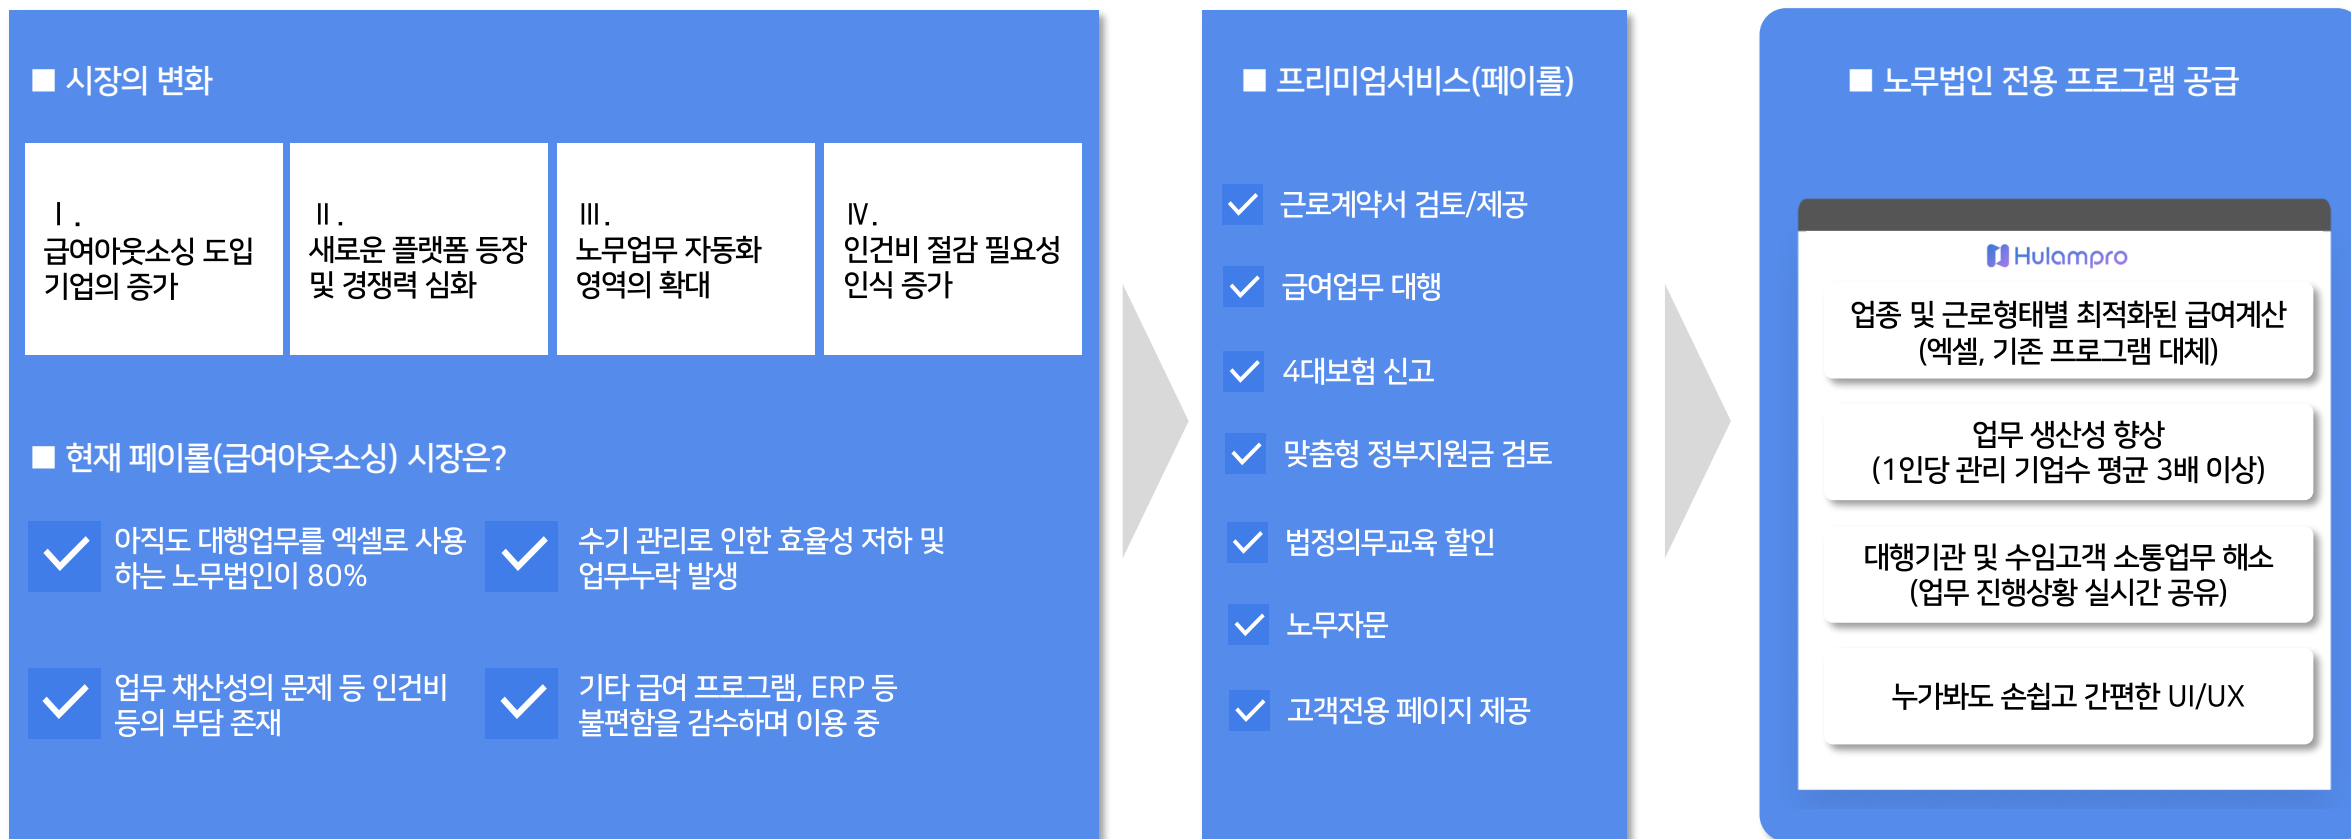 ■ 시장의 변화
Ⅰ.
급여아웃소싱 도입
기업의 증가
Ⅱ.
새로운 플랫폼 등장
및 경쟁력 심화
Ⅲ.
노무업무 자동화
영역의 확대
Ⅳ.
인건비 절감 필요성
인식 증가
■ 현재 페이롤(급여아웃소싱) 시장은?
아직도 대행업무를 엑셀로 사용
하는 노무법인이 80%
수기 관리로 인한 효율성 저하 및
업무누락 발생
업무 채산성의 문제 등 인건비
등의 부담 존재
기타 급여 프로그램, ERP 등
불편함을 감수하며 이용 중
■ 프리미엄서비스(페이롤)
근로계약서 검토/제공
급여업무 대행
4대보험 신고
맞춤형 정부지원금 검토
법정의무교육 할인
노무자문
고객전용 페이지 제공
■ 노무법인 전용 프로그램 공급
Hulampro
업종 및 근로형태별 최적화된 급여계산
(엑셀, 기존 프로그램 대체)
업무 생산성 향상
(1인당 관리 기업수 평균 3배 이상)
대행기관 및 수임고객 소통업무 해소
(업무 진행상황 실시간 공유)
누가봐도 손쉽고 간편한 UI/UX